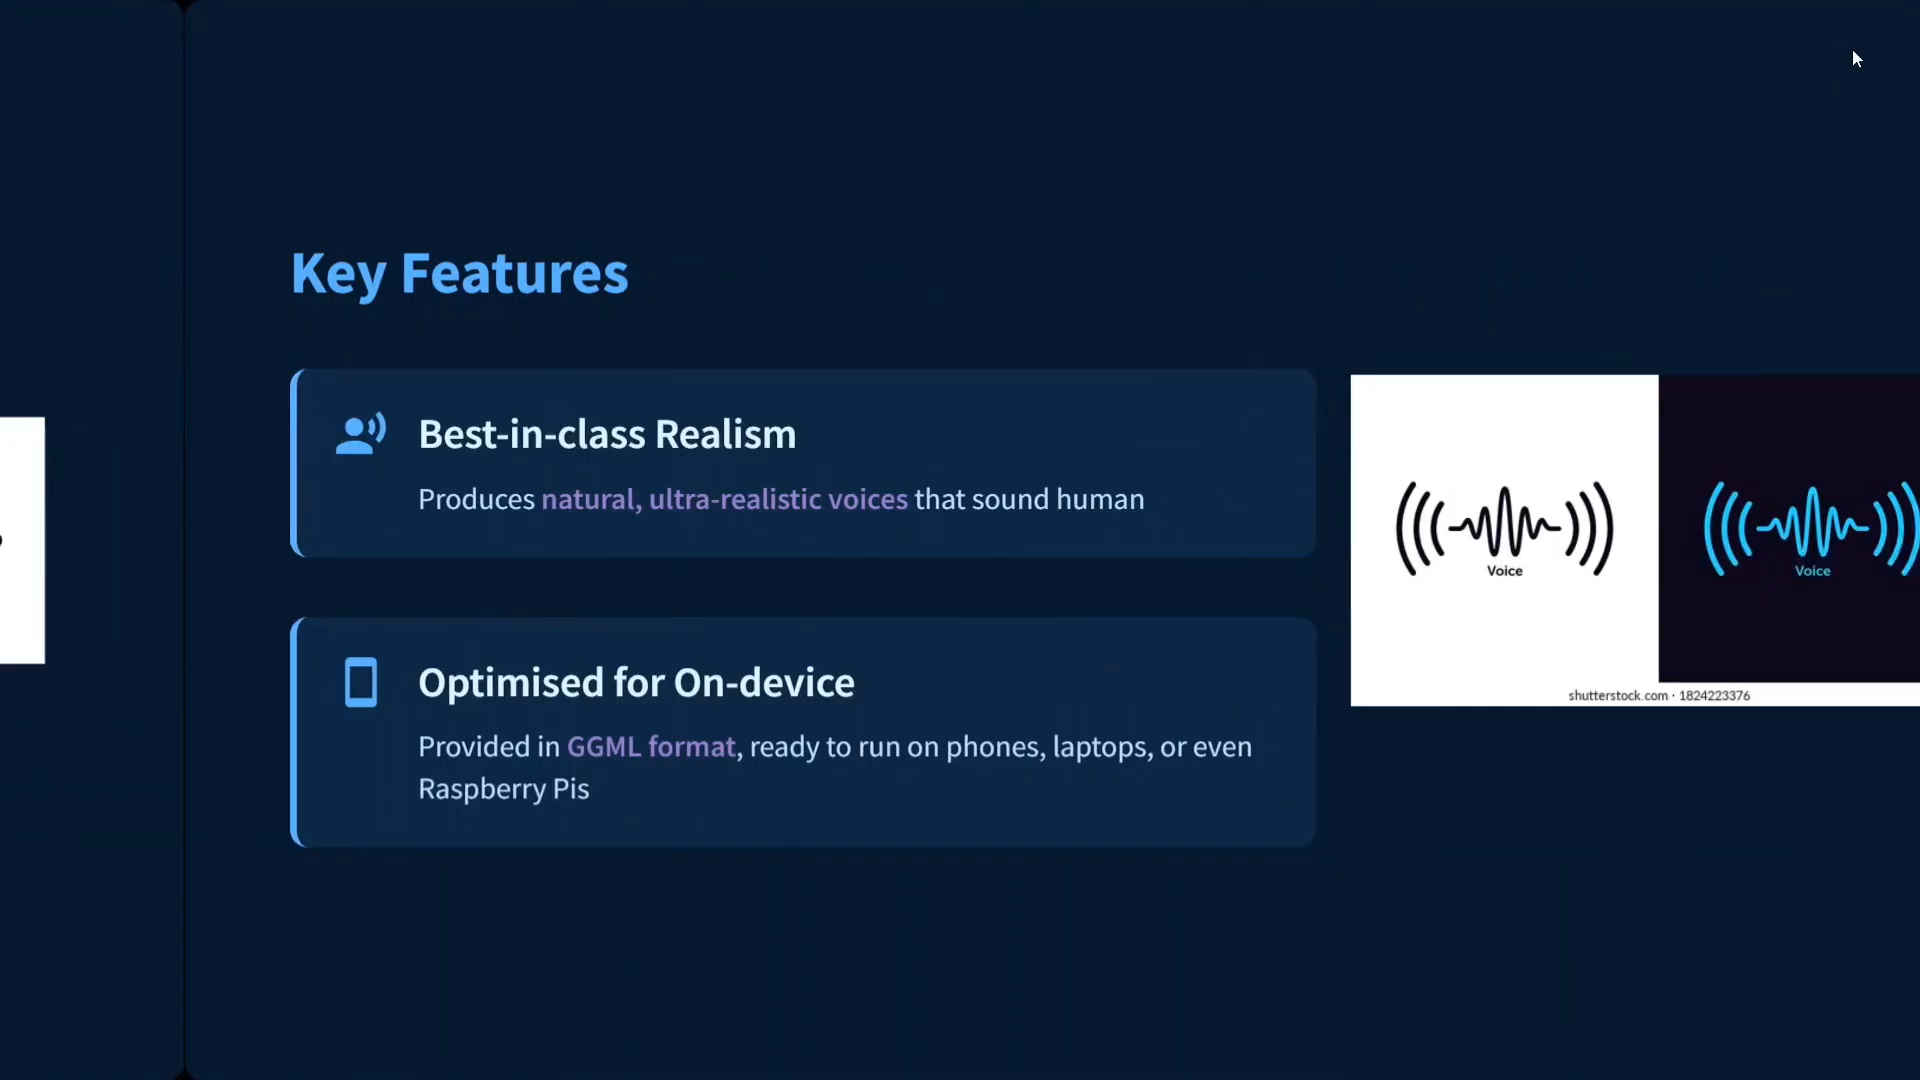 Key Features
Best-in-class Realism
Produces natural, ultra-realistic voices that sound human
Optimised for On-device
Provided in GGML format, ready to run on phones, laptops, or even
Raspberry Pis
Voice
Voice
shutterstock.com · 1824223376